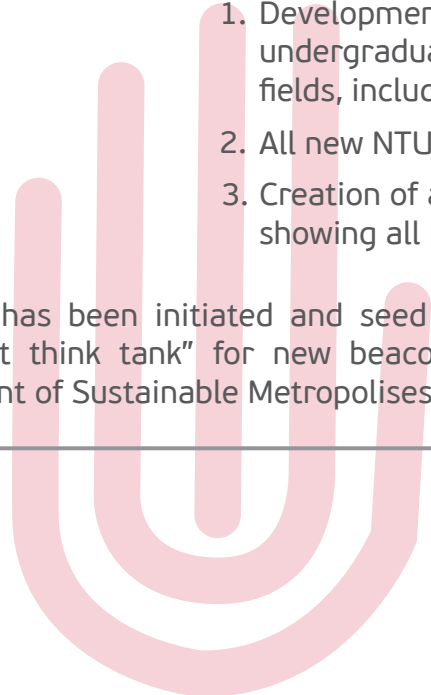 1. Developmen
undergradua
fields, includ
2. All new NTU
3. Creation of a
showing all
has been initiated and seed
t think tank” for new beaco
nt of Sustainable Metropolises